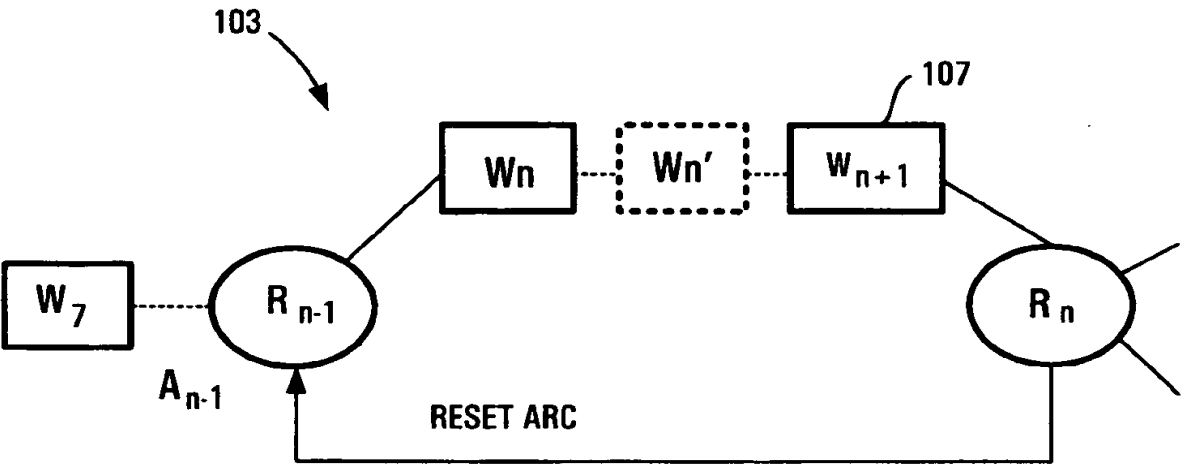 103
107
Wn
Wn′
Wn+1
W7
Rn-1
Rn
An-1
RESET ARC